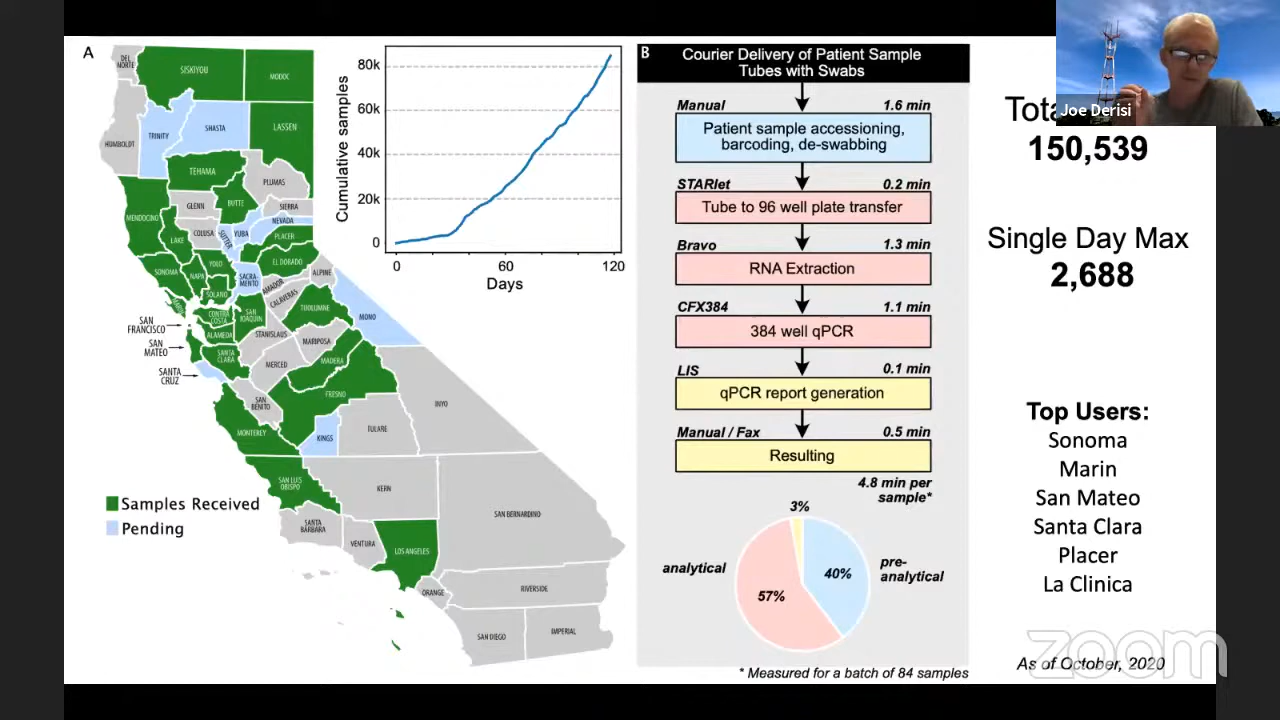 A
DEL
NORTE
SISKIYOU
MODOC
HUMBOLDT
TRINITY
SHASTA
LASSEN
TEHAMA
PLUMAS
GLENN
BUTTE
SIERRA
MENDOCINO
COLUSA
SUTTER
YUBA
NEVADA
PLACER
LAKE
EL DORADO
SONOMA
NAPA
YOLO
SACRA-
MENTO
ALPINE
AMADOR
SOLANO
CALAVERAS
MARIN
CONTRA
COSTA
SAN
JOAQUIN
TUOLUMNE
MONO
SAN
FRANCISCO
ALAMEDA
STANISLAUS
MARIPOSA
SAN
MATEO
SANTA
CLARA
MERCED
MADERA
SANTA
CRUZ
SAN
BENITO
FRESNO
INYO
MONTEREY
KINGS
TULARE
SAN LUIS
OBISPO
KERN
SAN BERNARDINO
SANTA
BARBARA
VENTURA
LOS ANGELES
ORANGE
RIVERSIDE
SAN DIEGO
IMPERIAL
Samples Received
Pending
Cumulative samples
80k
60k
40k
20k
0
0
60
120
Days
B
Courier Delivery of Patient Sample
Tubes with Swabs
Manual 1.6 min
Patient sample accessioning,
barcoding, de-swabbing
STARlet 0.2 min
Tube to 96 well plate transfer
Bravo 1.3 min
RNA Extraction
CFX384 1.1 min
384 well qPCR
LIS 0.1 min
qPCR report generation
Manual / Fax 0.5 min
Resulting
4.8 min per
sample*
3%
analytical
57%
40%
pre-
analytical
* Measured for a batch of 84 samples
Joe Derisi
150,539
Single Day Max
2,688
Top Users:
Sonoma
Marin
San Mateo
Santa Clara
Placer
La Clinica
As of October, 2020
zoom